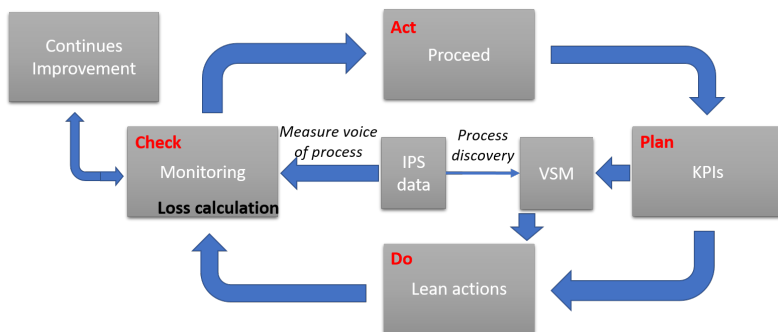 Continues
Improvement
Act
Proceed
Check
Monitoring
Loss calculation
Measure voice
of process
IPS
data
Process
discovery
VSM
Plan
KPIs
Do
Lean actions